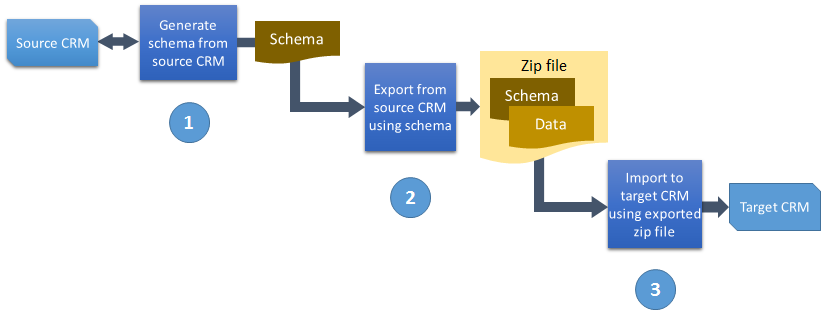 Source CRM
Generate
schema from
source CRM
Schema
1
Export from
source CRM
using schema
2
Zip file
Schema
Data
Import to
target CRM
using exported
zip file
3
Target CRM